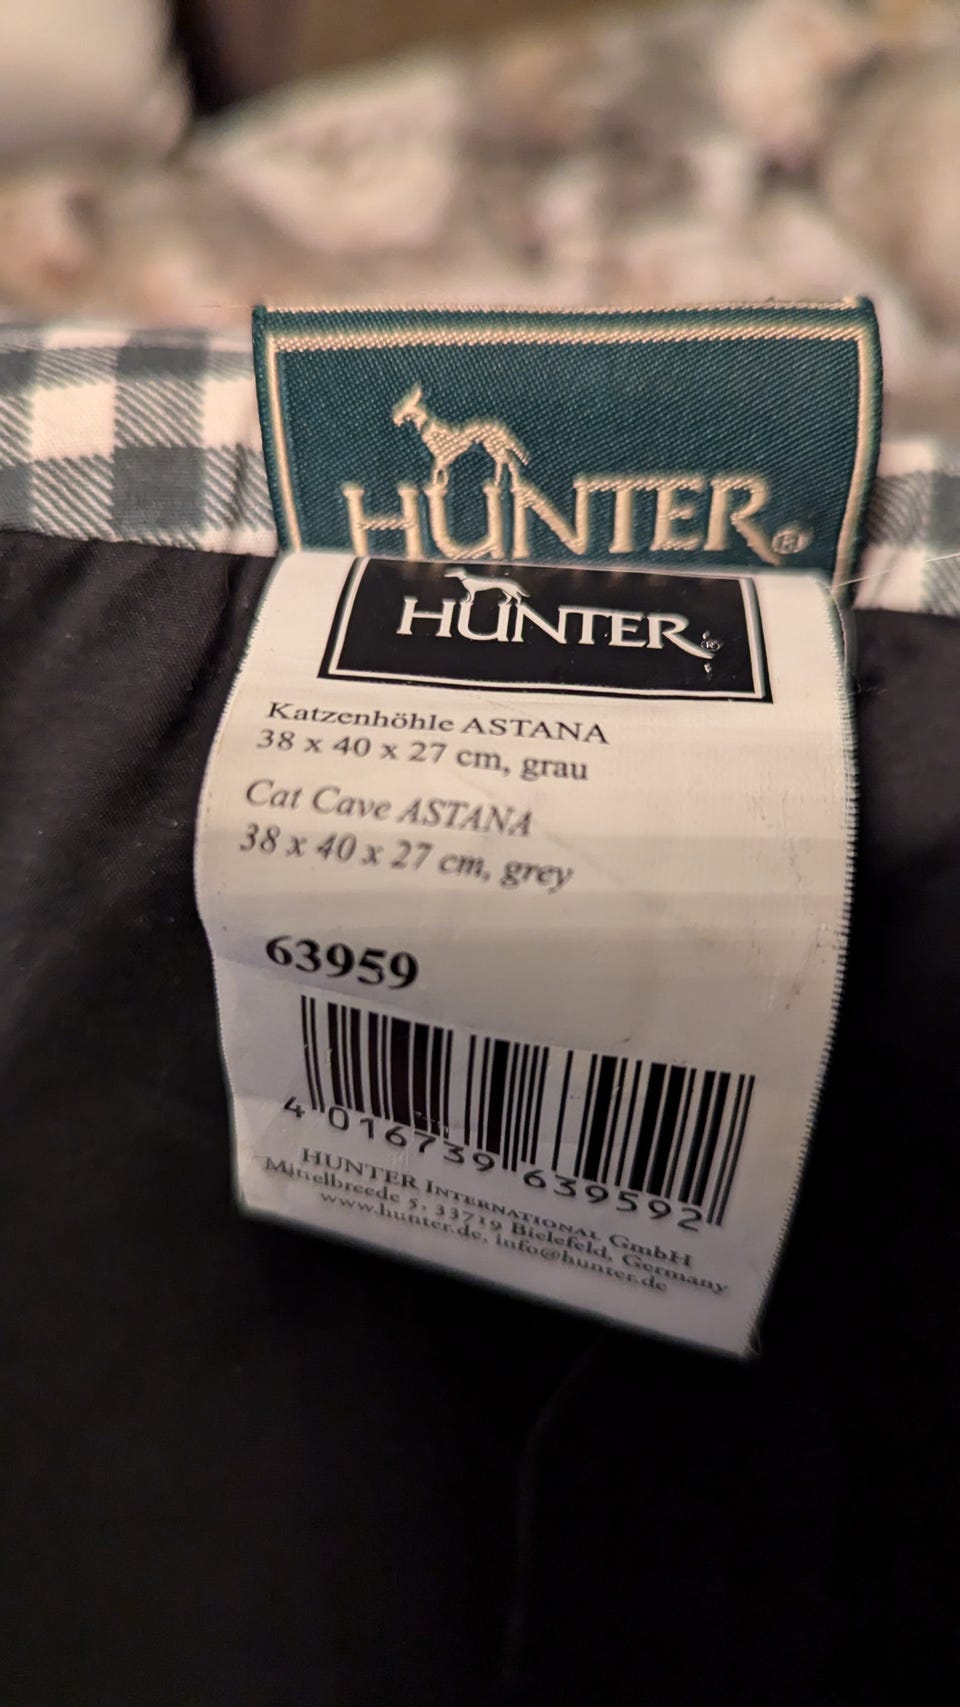 HUNTER®
HUNTER®
Katzenhöhle ASTANA
38 x 40 x 27 cm, grau
Cat Cave ASTANA
38 x 40 x 27 cm, grey
63959
4 016739 639592
HUNTER INTERNATIONAL GmbH
Mittelbreede 5, 33719 Bielefeld, Germany
www.hunter.de, info@hunter.de